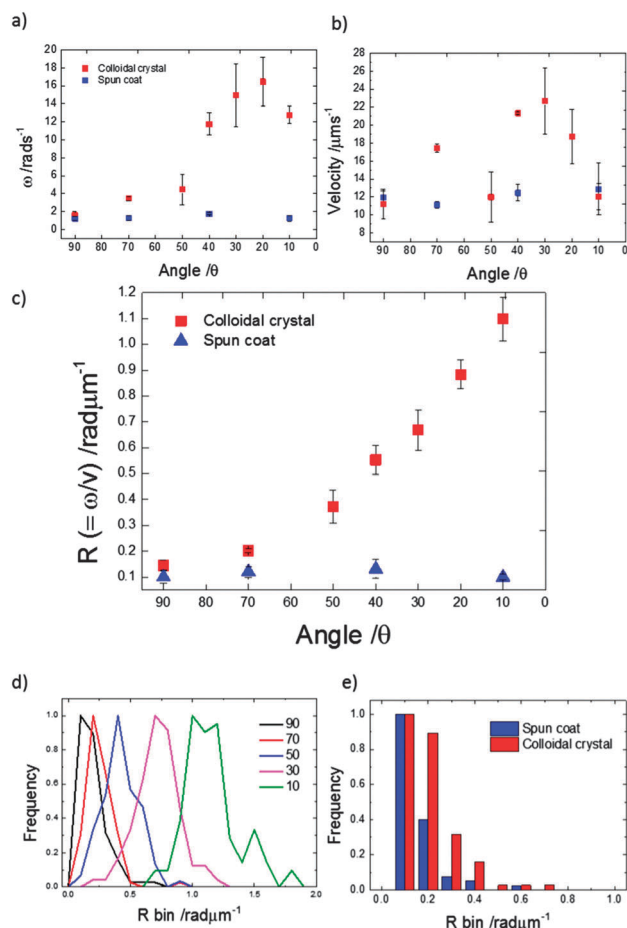 a)
b)
Colloidal crystal
Spun coat
ω /rads⁻¹
20
18
16
14
12
10
8
6
4
2
0
90 80 70 60 50 40 30 20 10 0
Angle /θ
Velocity /μms⁻¹
28
26
24
22
20
18
16
14
12
10
8
90 80 70 60 50 40 30 20 10 0
Angle /θ
c)
Colloidal crystal
Spun coat
R (= ω/v) /radμm⁻¹
1.2
1.1
1.0
0.9
0.8
0.7
0.6
0.5
0.4
0.3
0.2
0.1
90 80 70 60 50 40 30 20 10 0
Angle /θ
d)
e)
Frequency
1.0
0.8
0.6
0.4
0.2
0.0
90
70
50
30
10
0.0 0.5 1.0 1.5 2.0
R bin /radμm⁻¹
Frequency
1.0
0.8
0.6
0.4
0.2
0.0
Spun coat
Colloidal crystal
0.0 0.2 0.4 0.6 0.8 1.0
R bin /radμm⁻¹